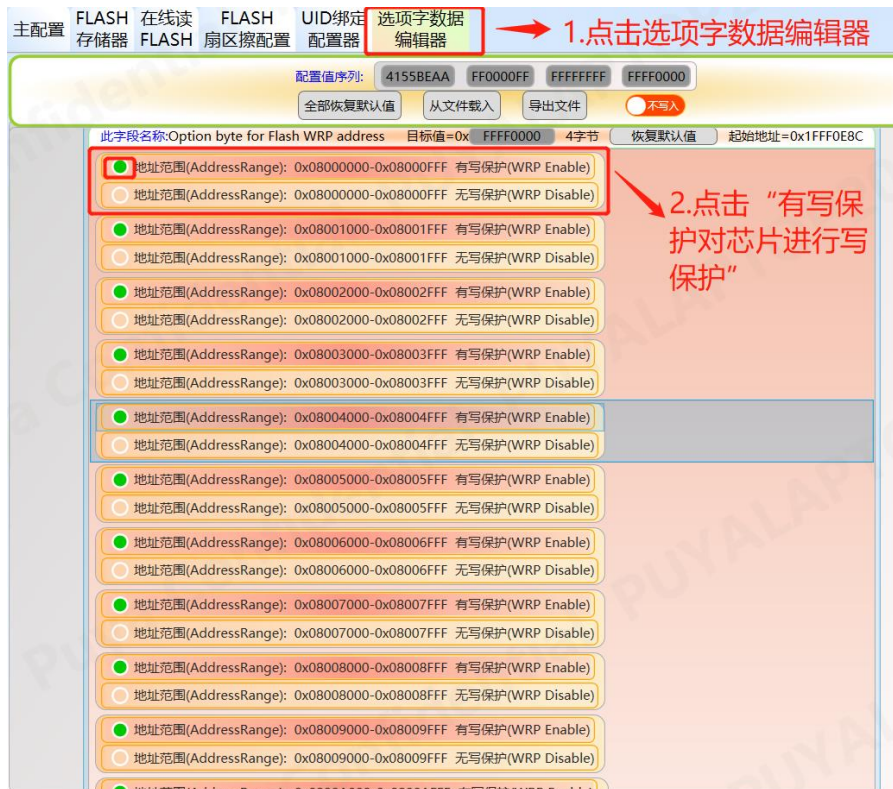 主配置
FLASH
存储器
在线读
FLASH
FLASH
扇区擦配置
UID绑定
配置器
选项字数据
编辑器
1.点击选项字数据编辑器
配置值序列: 4155BEAA FF0000FF FFFFFFFF FFFF0000
全部恢复默认值 从文件载入 导出文件 不写入
此字段名称:Option byte for Flash WRP address 目标值=0x FFFF0000 4字节 恢复默认值 起始地址=0x1FFF0E8C
地址范围(AddressRange): 0x08000000-0x08000FFF 有写保护(WRP Enable)
地址范围(AddressRange): 0x08000000-0x08000FFF 无写保护(WRP Disable)
2.点击“有写保
护对芯片进行写
保护”
地址范围(AddressRange): 0x08001000-0x08001FFF 有写保护(WRP Enable)
地址范围(AddressRange): 0x08001000-0x08001FFF 无写保护(WRP Disable)
地址范围(AddressRange): 0x08002000-0x08002FFF 有写保护(WRP Enable)
地址范围(AddressRange): 0x08002000-0x08002FFF 无写保护(WRP Disable)
地址范围(AddressRange): 0x08003000-0x08003FFF 有写保护(WRP Enable)
地址范围(AddressRange): 0x08003000-0x08003FFF 无写保护(WRP Disable)
地址范围(AddressRange): 0x08004000-0x08004FFF 有写保护(WRP Enable)
地址范围(AddressRange): 0x08004000-0x08004FFF 无写保护(WRP Disable)
地址范围(AddressRange): 0x08005000-0x08005FFF 有写保护(WRP Enable)
地址范围(AddressRange): 0x08005000-0x08005FFF 无写保护(WRP Disable)
地址范围(AddressRange): 0x08006000-0x08006FFF 有写保护(WRP Enable)
地址范围(AddressRange): 0x08006000-0x08006FFF 无写保护(WRP Disable)
地址范围(AddressRange): 0x08007000-0x08007FFF 有写保护(WRP Enable)
地址范围(AddressRange): 0x08007000-0x08007FFF 无写保护(WRP Disable)
地址范围(AddressRange): 0x08008000-0x08008FFF 有写保护(WRP Enable)
地址范围(AddressRange): 0x08008000-0x08008FFF 无写保护(WRP Disable)
地址范围(AddressRange): 0x08009000-0x08009FFF 有写保护(WRP Enable)
地址范围(AddressRange): 0x08009000-0x08009FFF 无写保护(WRP Disable)